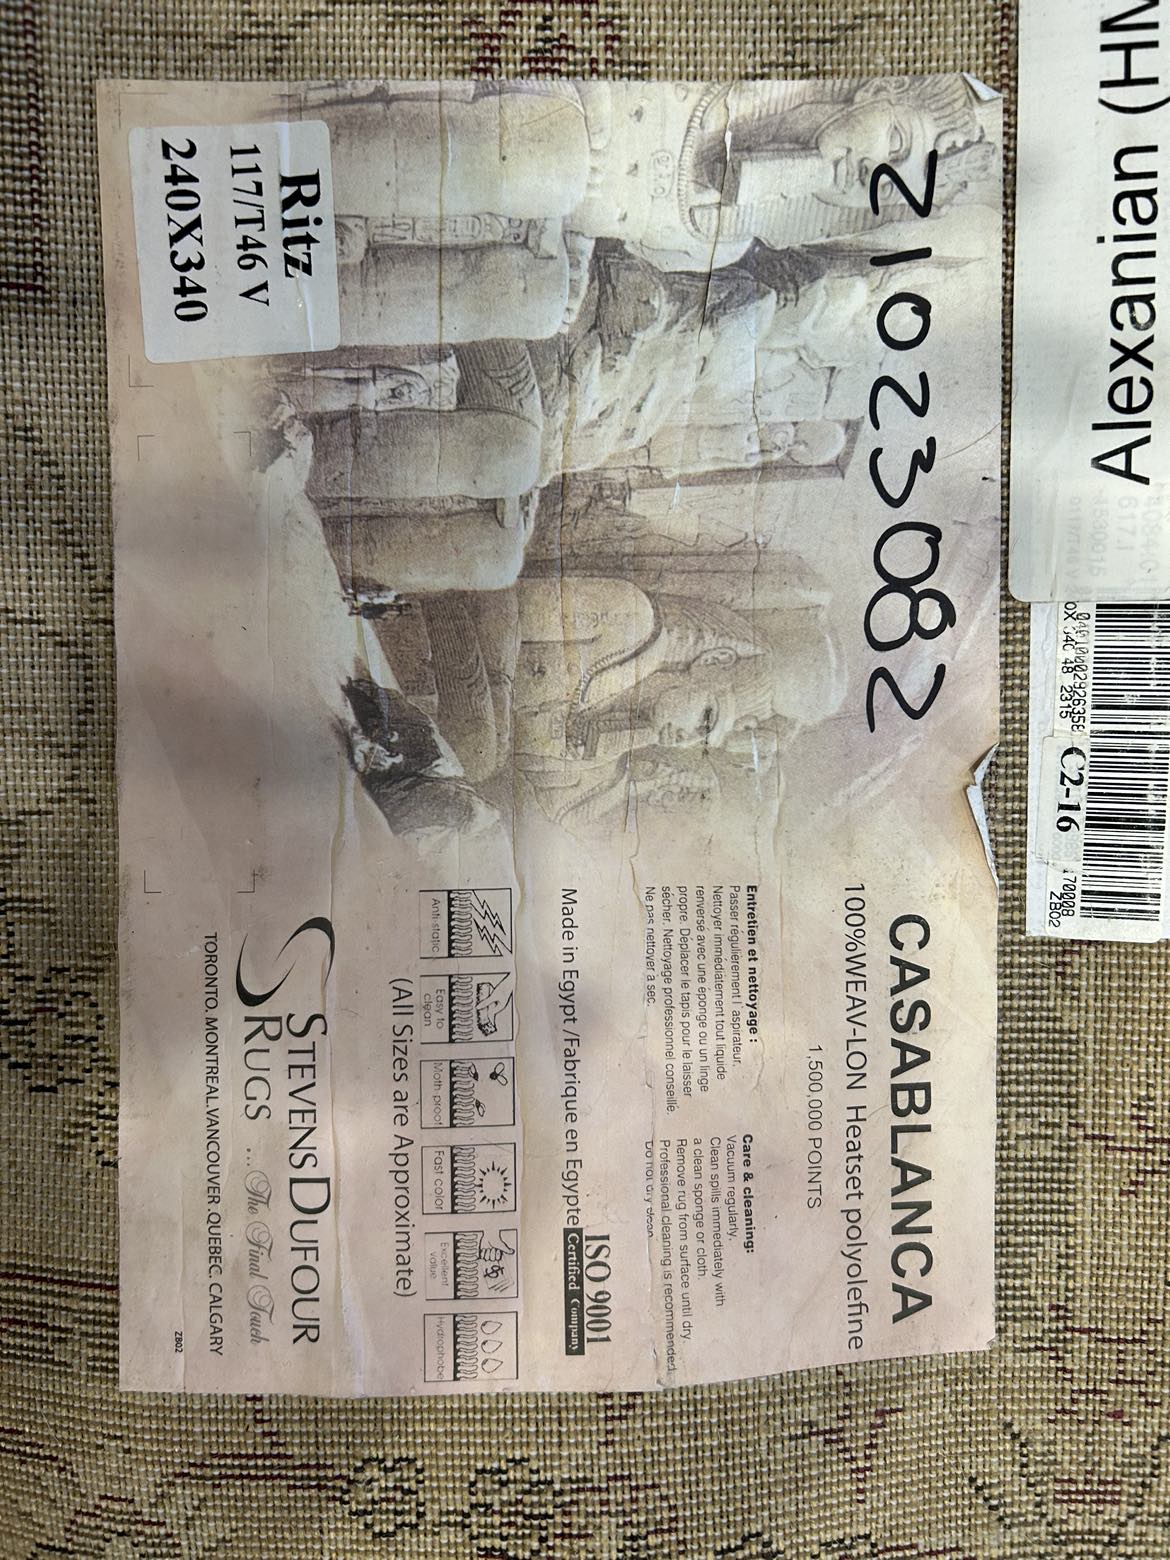 Alexanian (HM
C2-16
ZB02
2102 3082
Ritz
117/T46 V
240X340
CASABLANCA
100%WEAV-LON Heatset polyolefine
1,500,000 POINTS
Entretien et nettoyage :
Passer régulièrement l aspirateur.
Nettoyer immédiatement tout liquide
renversé avec une éponge ou un linge
propre. Déplacer le tapis pour le laisser
sécher. Nettoyage professionnel conseillé.
Ne pas nettoyer à sec.
Care & cleaning:
Vacuum regularly.
Clean spills immediately with
a clean sponge or cloth.
Remove rug from surface until dry.
Professional cleaning is recommended.
Do not dry clean.
Made in Egypt /Fabrique en Egypte
ISO 9001
Certified Company
Anti-static
Easy to clean
Moth-proof
Fast color
Excellent value
Hydrophobe
(All Sizes are Approximate)
STEVENS DUFOUR
RUGS ... The Final Touch
TORONTO. MONTREAL.VANCOUVER. QUEBEC. CALGARY
ZB02